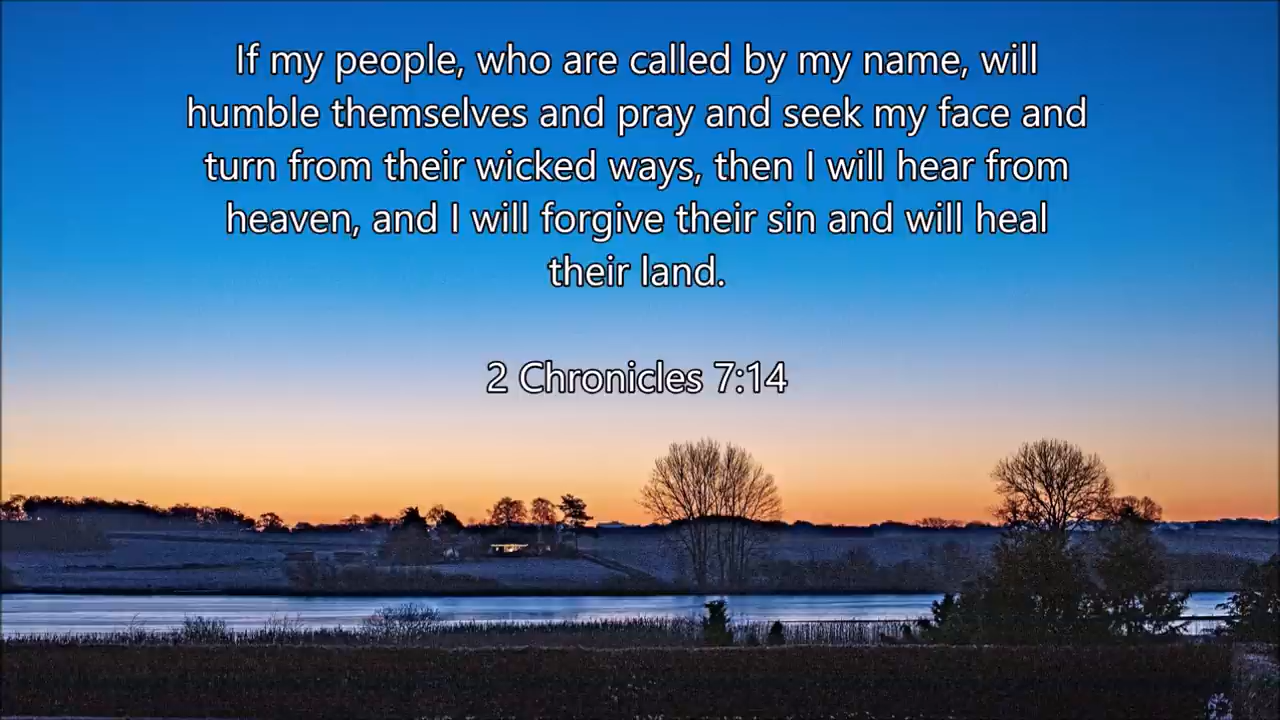 If my people, who are called by my name, will
humble themselves and pray and seek my face and
turn from their wicked ways, then I will hear from
heaven, and I will forgive their sin and will heal
their land.
2 Chronicles 7:14